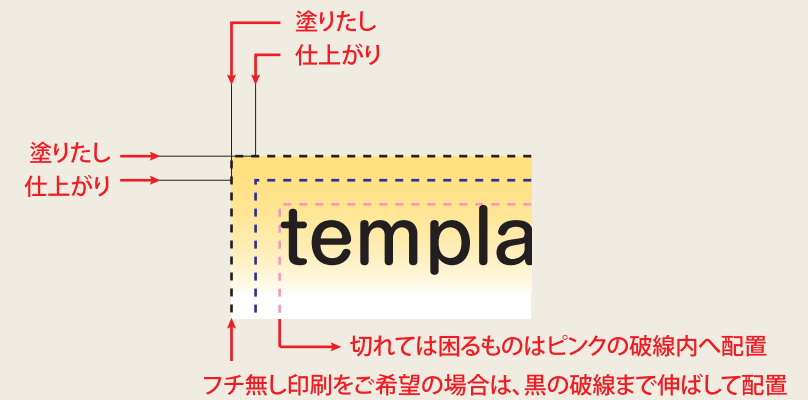 塗りたし
仕上がり
塗りたし
仕上がり
templa
切れては困るものはピンクの破線内へ配置
フチ無し印刷をご希望の場合は、黒の破線まで伸ばして配置